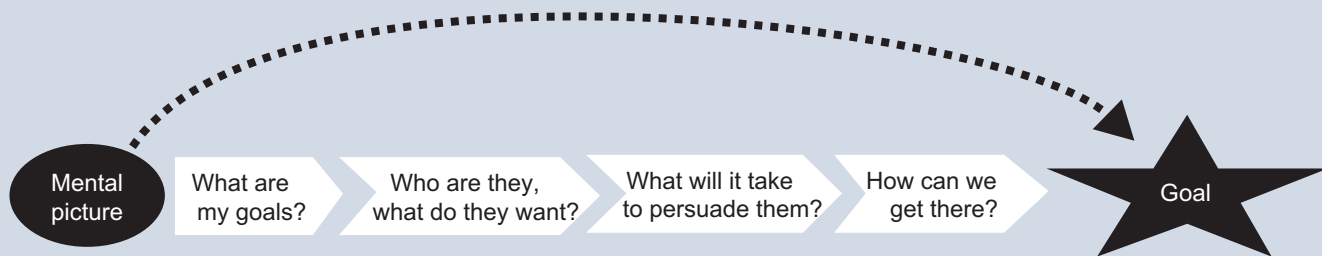 Mental
picture
What are
my goals?
Who are they,
what do they want?
What will it take
to persuade them?
How can we
get there?
Goal